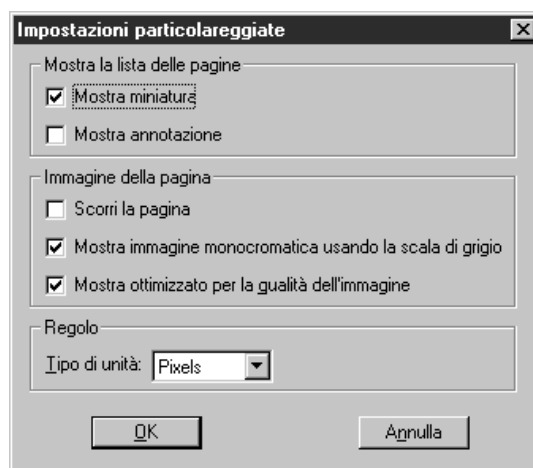 Impostazioni particolareggiate
Mostra la lista delle pagine
Mostra miniatura
Mostra annotazione
Immagine della pagina
Scorri la pagina
Mostra immagine monocromatica usando la scala di grigio
Mostra ottimizzato per la gualità dell'immagine
Regolo
Tipo di unità: Pixels
OK Annulla